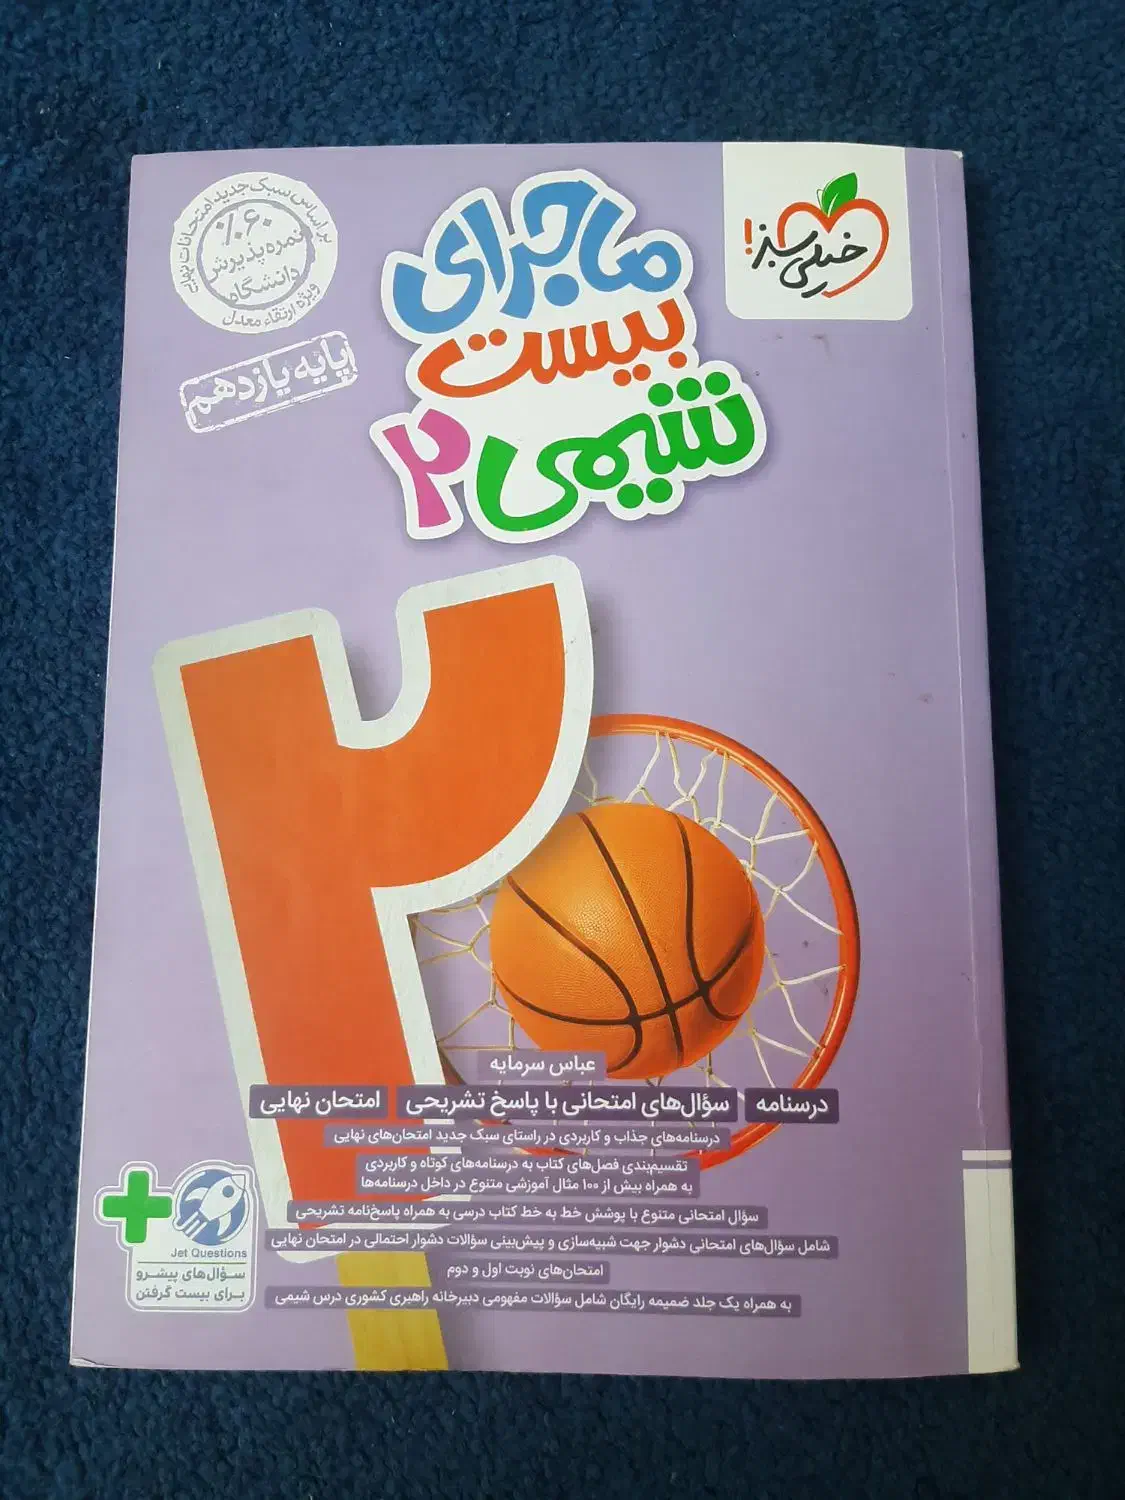 خیلی سبز!
ماجرای
بیست
شیمی ۲
بر اساس سبک جدید امتحانات نهایی
۶۰٪
نمره پذیرش
دانشگاه
ویژه ارتقاء معدل
پایه یازدهم
۲۰
عباس سرمایه
درسنامه سؤال‌های امتحانی با پاسخ تشریحی امتحان نهایی
درسنامه‌های جذاب و کاربردی در راستای سبک جدید امتحان‌های نهایی
تقسیم‌بندی فصل‌های کتاب به درسنامه‌های کوتاه و کاربردی
به همراه بیش از ۱۰۰ مثال آموزشی متنوع در داخل درسنامه‌ها
سؤال امتحانی متنوع با پوشش خط به خط کتاب درسی به همراه پاسخ‌نامه تشریحی
شامل سؤال‌های امتحانی دشوار جهت شبیه‌سازی و پیش‌بینی سؤالات دشوار احتمالی در امتحان نهایی
امتحان‌های نوبت اول و دوم
به همراه یک جلد ضمیمه رایگان شامل سؤالات مفهومی دبیرخانه راهبری کشوری درس شیمی
Jet Questions
سؤال‌های پیشرو
برای بیست گرفتن